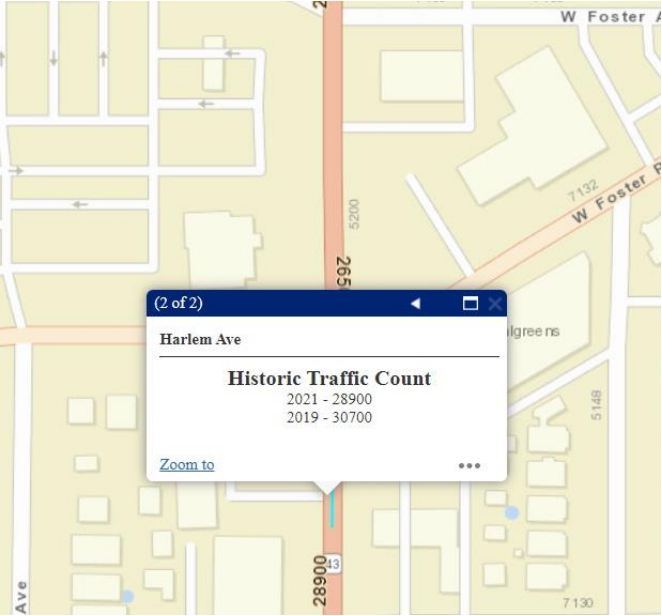 W Foster A
7132
W Foster R
5200
265
(2 of 2)
Harlem Ave
Historic Traffic Count
2021 - 28900
2019 - 30700
Zoom to
lgreens
5148
43
28900
Ave
7130